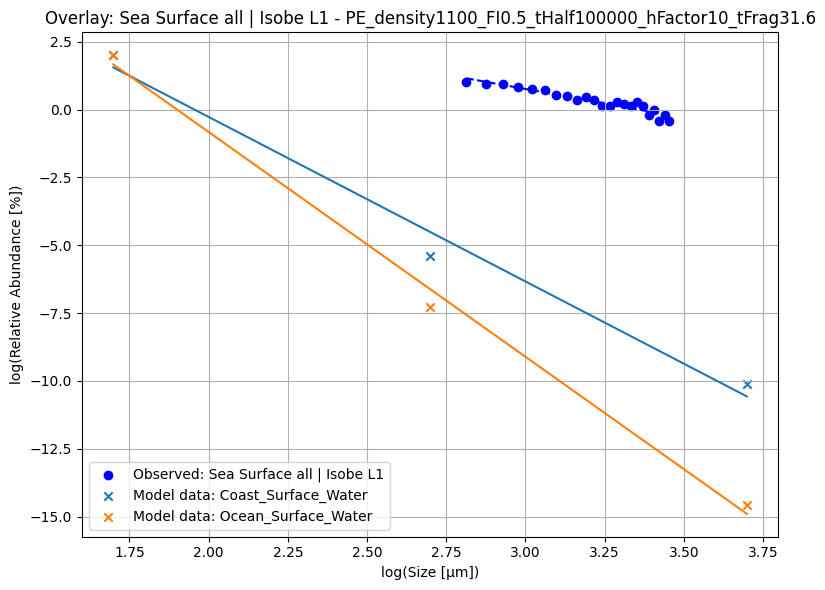 Overlay: Sea Surface all | Isobe L1 - PE_density1100_FI0.5_tHalf100000_hFactor10_tFrag31.6
2.5
0.0
−2.5
−5.0
−7.5
−10.0
−12.5
−15.0
log(Relative Abundance [%])
Observed: Sea Surface all | Isobe L1
Model data: Coast_Surface_Water
Model data: Ocean_Surface_Water
1.75 2.00 2.25 2.50 2.75 3.00 3.25 3.50 3.75
log(Size [μm])